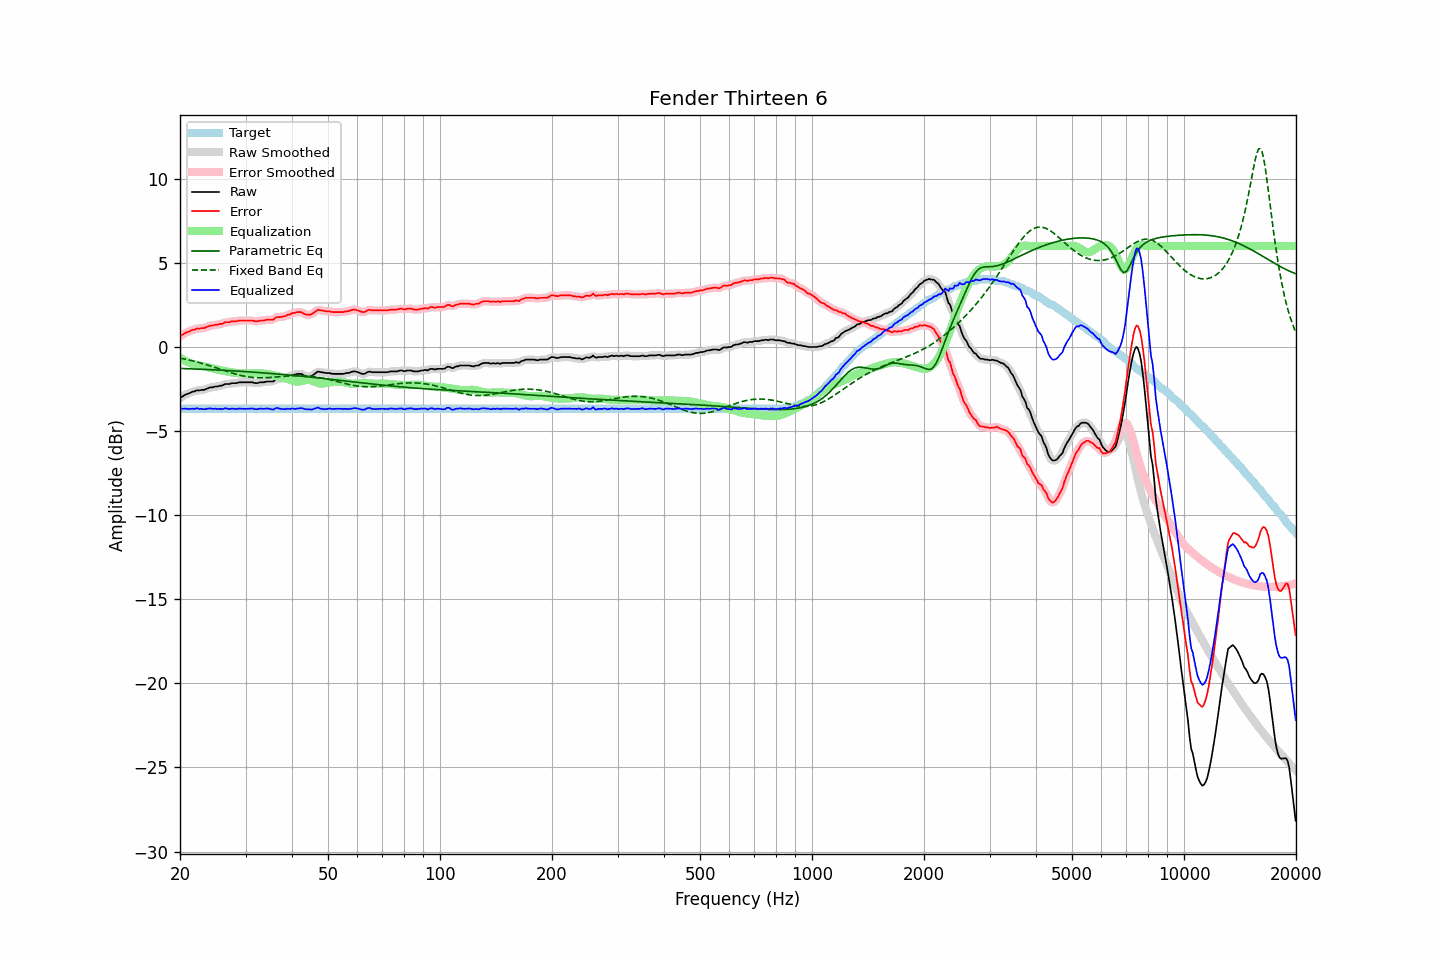 Fender Thirteen 6
Target
Raw Smoothed
Error Smoothed
Raw
Error
Equalization
Parametric Eq
Fixed Band Eq
Equalized
10
5
0
−5
−10
−15
−20
−25
−30
Amplitude (dBr)
20 50 100 200 500 1000 2000 5000 10000 20000
Frequency (Hz)